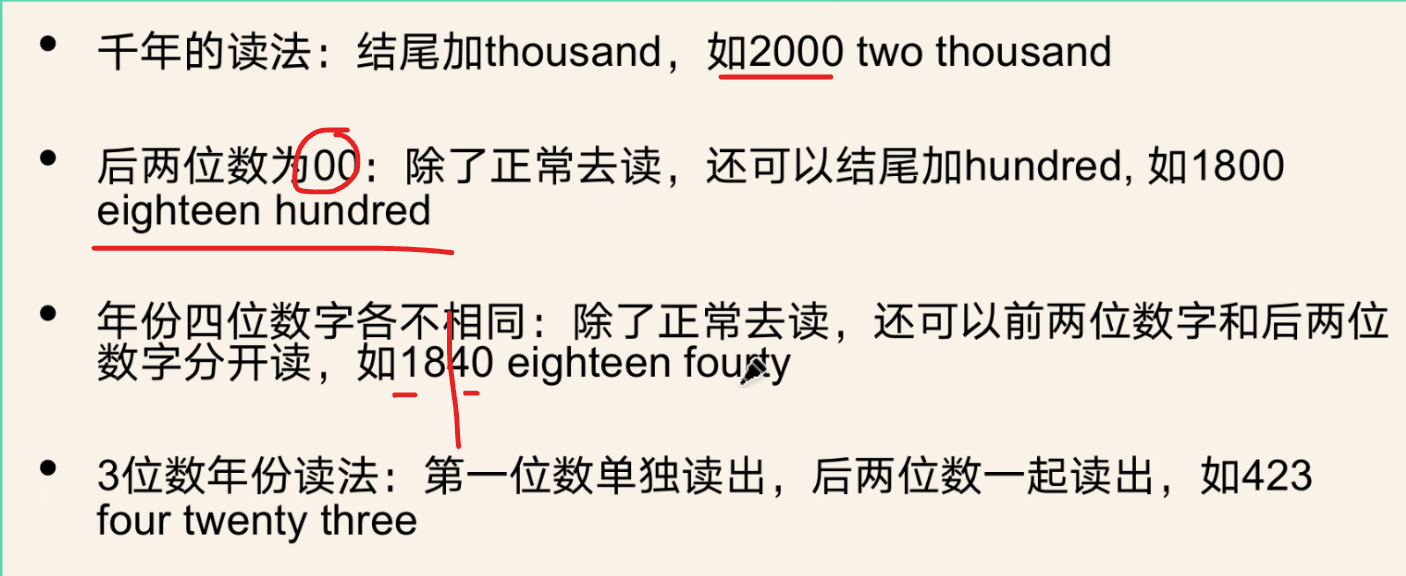 • 千年的读法：结尾加thousand，如2000 two thousand
• 后两位数为00：除了正常去读，还可以结尾加hundred, 如1800
eighteen hundred
• 年份四位数字各不相同：除了正常去读，还可以前两位数字和后两位
数字分开读，如1840 eighteen fourty
• 3位数年份读法：第一位数单独读出，后两位数一起读出，如423
four twenty three